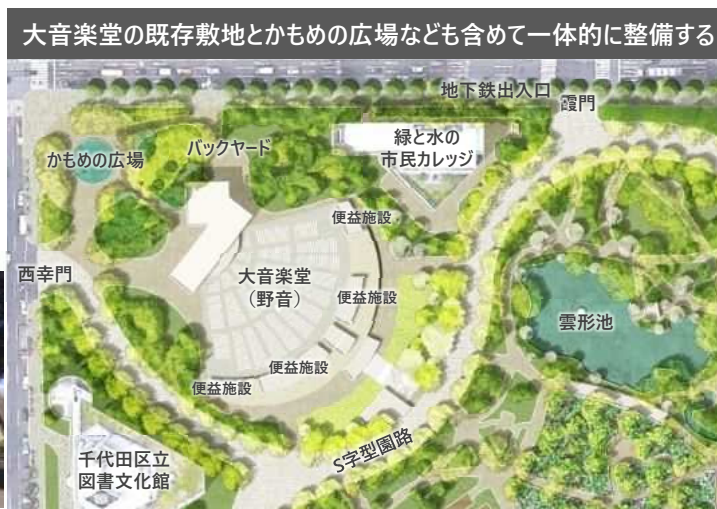 大音楽堂の既存敷地とかもめの広場なども含めて一体的に整備する
地下鉄出入口
霞門
かもめの広場
バックヤード
緑と水の
市民カレッジ
便益施設
西幸門
大音楽堂
（野音）
便益施設
雲形池
便益施設
便益施設
S字型園路
千代田区立
図書文化館